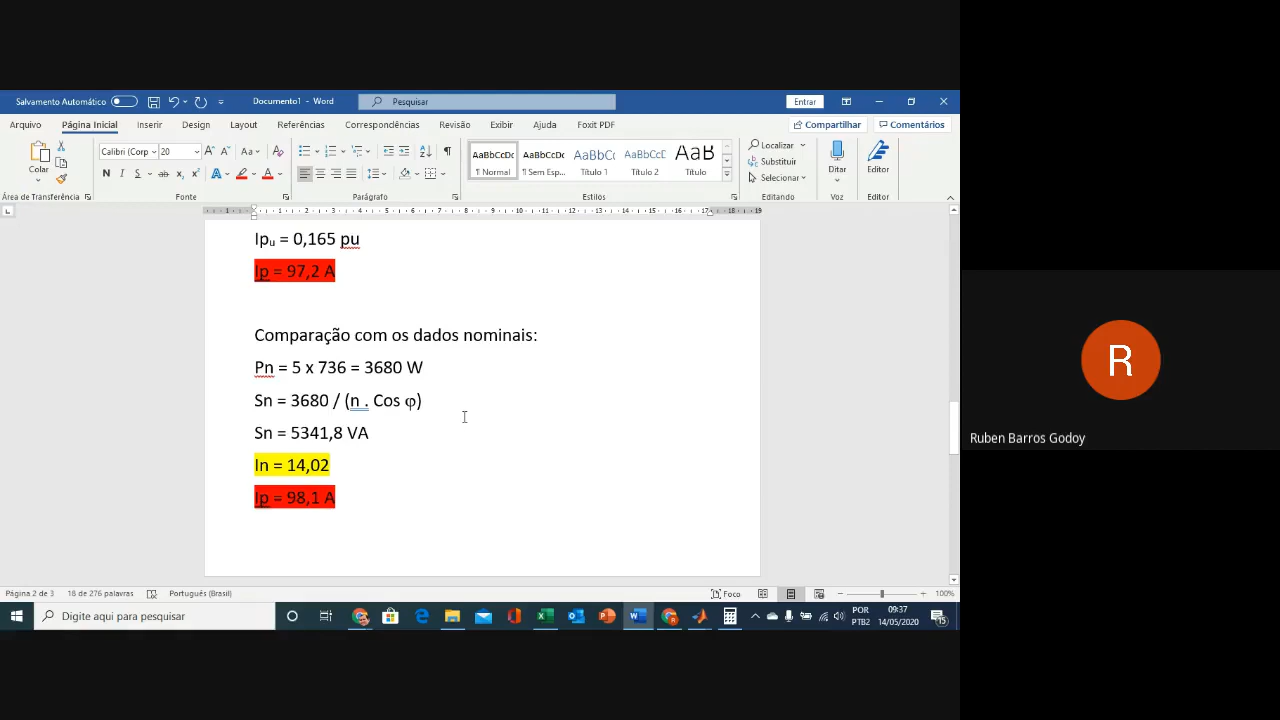 Salvamento Automático
Documento1 - Word
Pesquisar
Entrar
Arquivo
Página Inicial
Inserir
Design
Layout
Referências
Correspondências
Revisão
Exibir
Ajuda
Foxit PDF
Compartilhar
Comentários
Colar
Calibri (Corp
20
N I S ab x₂ x²
Aa
AaBbCcDc
AaBbCcDc
AaBbCc
AaBbCcC
AaB
¶ Normal
¶ Sem Esp...
Título 1
Título 2
Título
Localizar
Substituir
Selecionar
Ditar
Editor
Área de Transferência
Fonte
Parágrafo
Estilos
Editando
Voz
Editor
Ipᵤ = 0,165 pu
Ip = 97,2 A
Comparação com os dados nominais:
Pn = 5 x 736 = 3680 W
Sn = 3680 / (n . Cos φ)
Sn = 5341,8 VA
In = 14,02
Ip = 98,1 A
R
Ruben Barros Godoy
Página 2 de 3
18 de 276 palavras
Português (Brasil)
Foco
100%
Digite aqui para pesquisar
POR
PTB2
09:37
14/05/2020
15